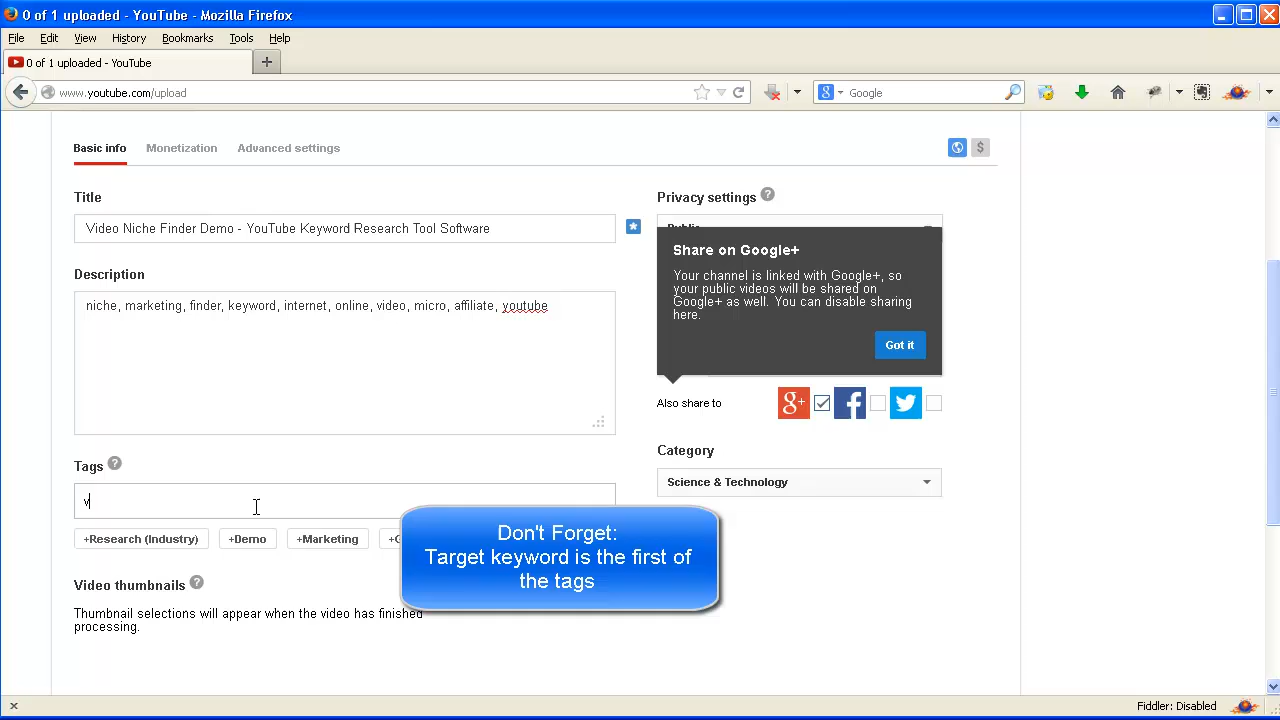 0 of 1 uploaded - YouTube - Mozilla Firefox
File Edit View History Bookmarks Tools Help
0 of 1 uploaded - YouTube
www.youtube.com/upload
Google
Basic info Monetization Advanced settings
$
Title
Video Niche Finder Demo - YouTube Keyword Research Tool Software
Description
niche, marketing, finder, keyword, internet, online, video, micro, affiliate, youtube
Tags
v
+Research (Industry) +Demo +Marketing
Video thumbnails
Thumbnail selections will appear when the video has finished
processing.
Privacy settings
Share on Google+
Your channel is linked with Google+, so
your public videos will be shared on
Google+ as well. You can disable sharing
here.
Got it
Also share to
Category
Science & Technology
Don't Forget:
Target keyword is the first of
the tags
Fiddler: Disabled